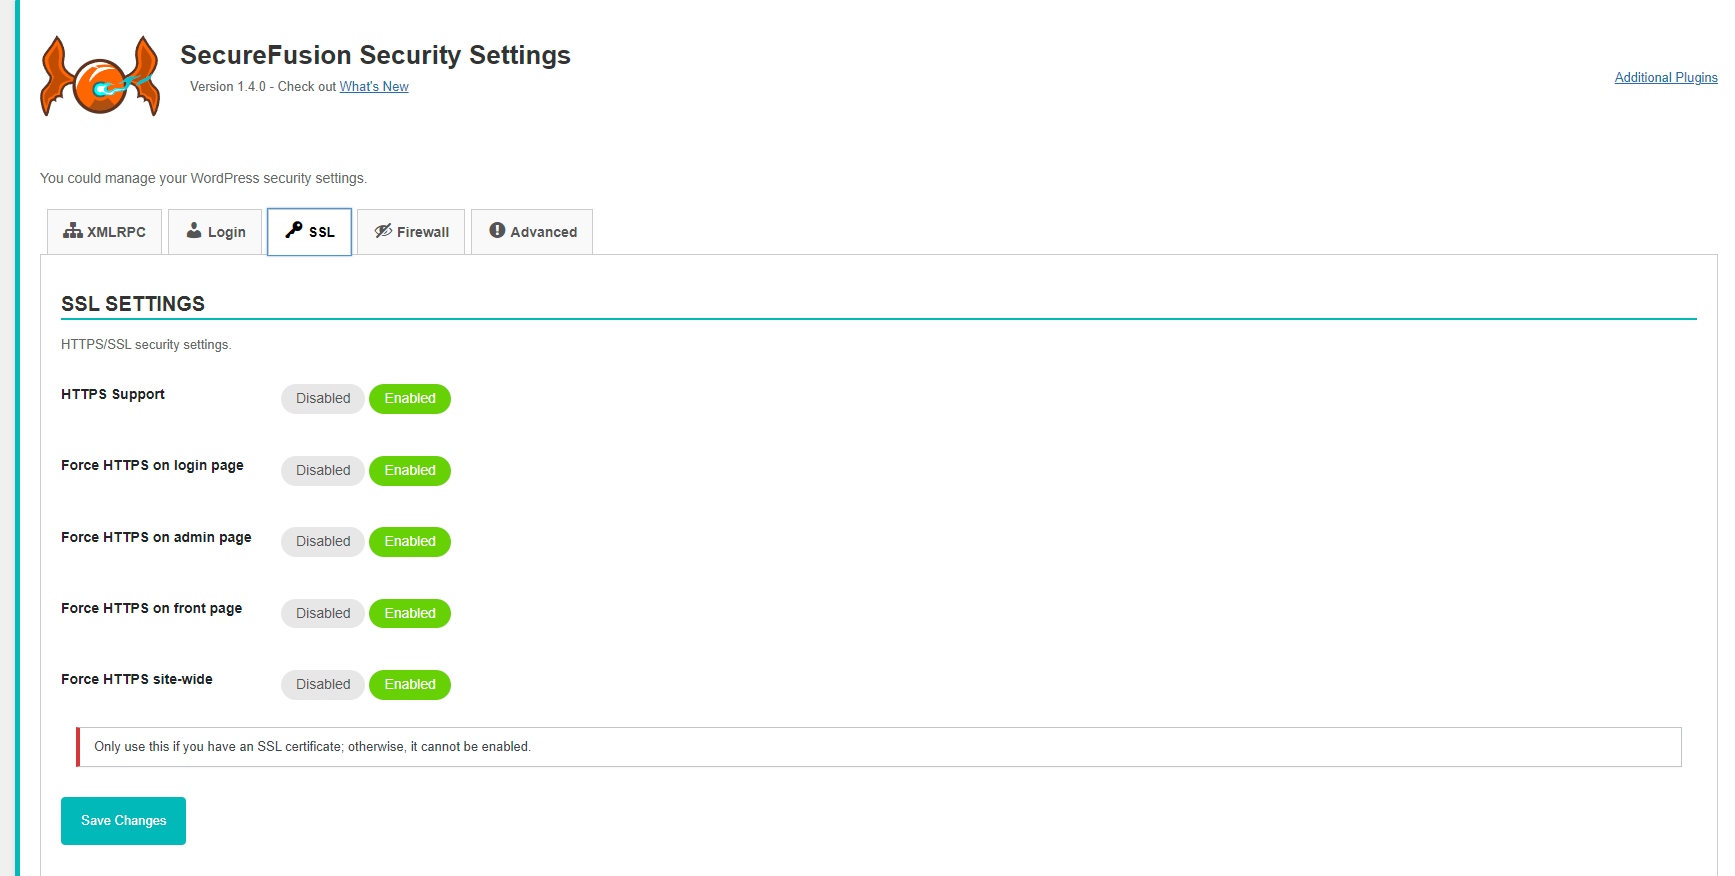 SecureFusion Security Settings
Version 1.4.0 - Check out What's New
Additional Plugins
You could manage your WordPress security settings.
XMLRPC Login SSL Firewall Advanced
SSL SETTINGS
HTTPS/SSL security settings.
HTTPS Support Disabled Enabled
Force HTTPS on login page Disabled Enabled
Force HTTPS on admin page Disabled Enabled
Force HTTPS on front page Disabled Enabled
Force HTTPS site-wide Disabled Enabled
Only use this if you have an SSL certificate; otherwise, it cannot be enabled.
Save Changes